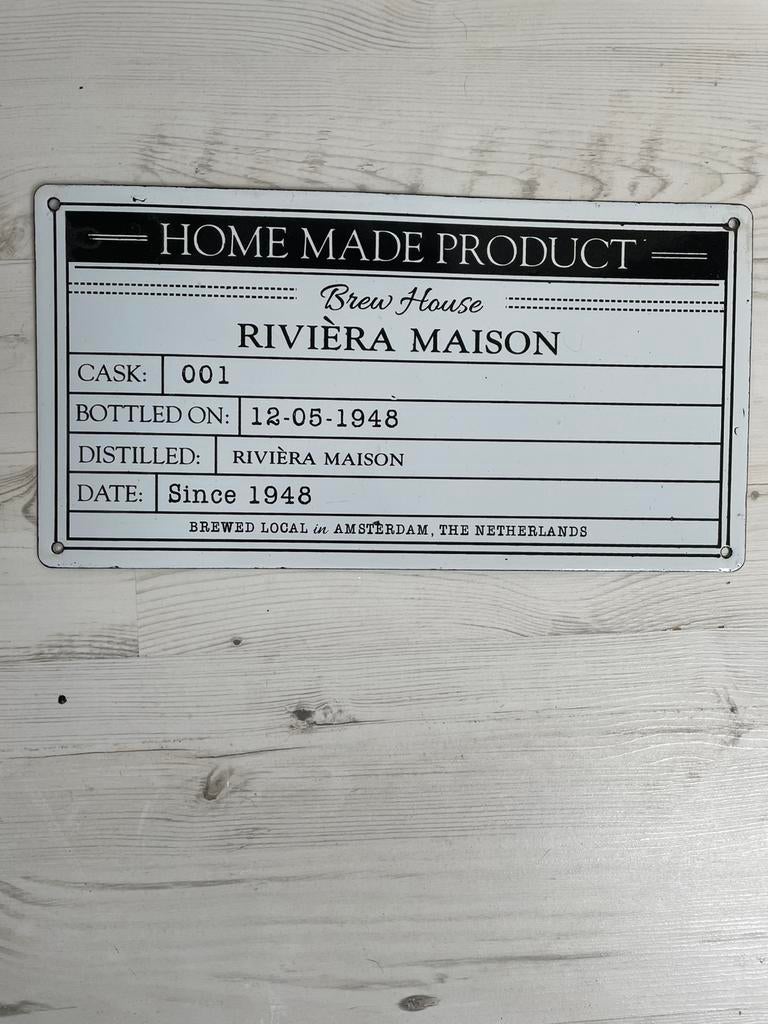 HOME MADE PRODUCT
Brew House
RIVIÈRA MAISON
CASK: 001
BOTTLED ON: 12-05-1948
DISTILLED: RIVIÈRA MAISON
DATE: Since 1948
BREWED LOCAL in AMSTERDAM, THE NETHERLANDS